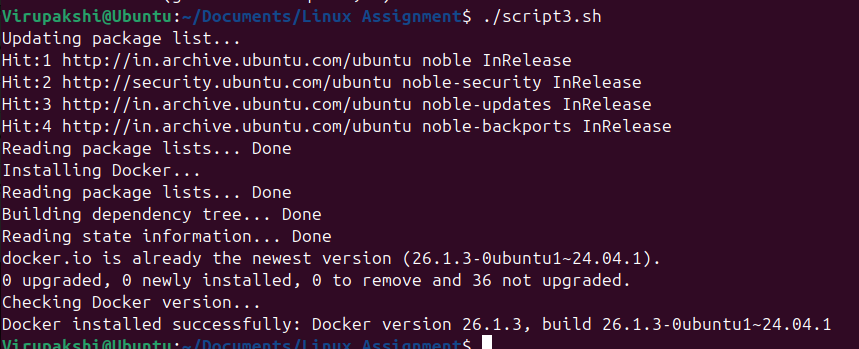 Virupakshi@Ubuntu:~/Documents/Linux Assignment$ ./script3.sh
Updating package list...
Hit:1 http://in.archive.ubuntu.com/ubuntu noble InRelease
Hit:2 http://security.ubuntu.com/ubuntu noble-security InRelease
Hit:3 http://in.archive.ubuntu.com/ubuntu noble-updates InRelease
Hit:4 http://in.archive.ubuntu.com/ubuntu noble-backports InRelease
Reading package lists... Done
Installing Docker...
Reading package lists... Done
Building dependency tree... Done
Reading state information... Done
docker.io is already the newest version (26.1.3-0ubuntu1~24.04.1).
0 upgraded, 0 newly installed, 0 to remove and 36 not upgraded.
Checking Docker version...
Docker installed successfully: Docker version 26.1.3, build 26.1.3-0ubuntu1~24.04.1
Virupakshi@Ubuntu:~/Documents/Linux Assignment$